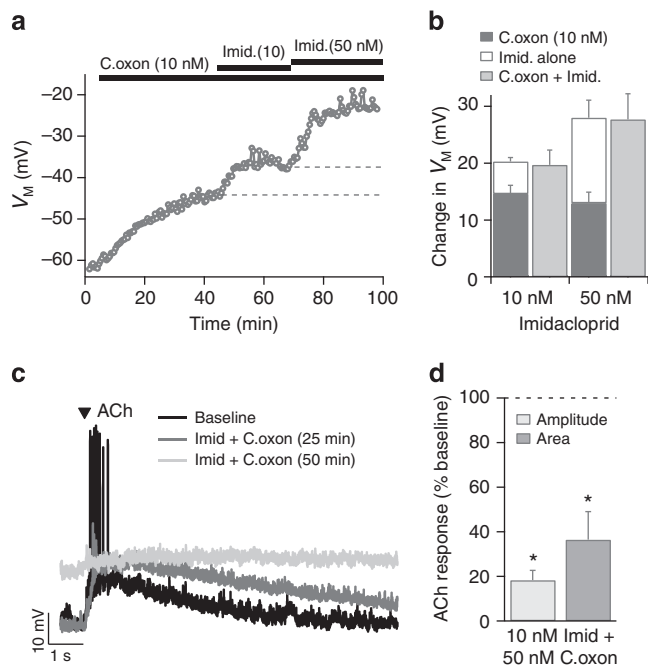 a
C.oxon (10 nM)
Imid.(10)
Imid.(50 nM)
–20
–30
–40
–50
–60
VM (mV)
0
20
40
60
80
100
Time (min)
b
C.oxon (10 nM)
Imid. alone
C.oxon + Imid.
30
20
10
0
Change in VM (mV)
10 nM
50 nM
Imidacloprid
c
ACh
Baseline
Imid + C.oxon (25 min)
Imid + C.oxon (50 min)
10 mV
1 s
d
100
80
60
40
20
0
ACh response (% baseline)
Amplitude
Area
*
*
10 nM Imid +
50 nM C.oxon